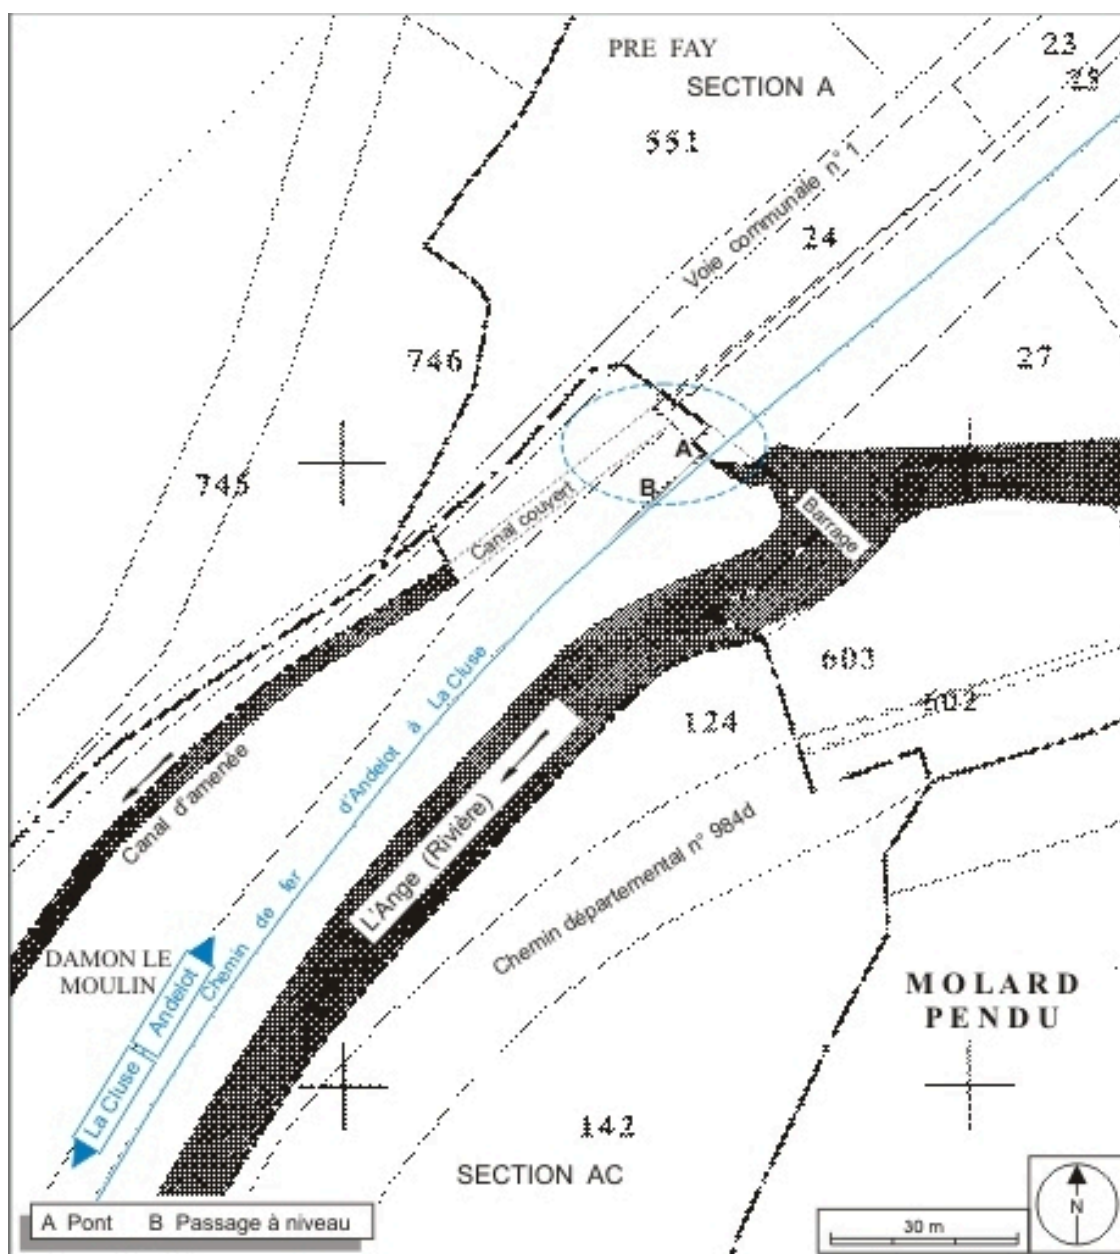 PRE FAY
SECTION A
23
25
551
Voie communale n° 1
24
27
746
745
A
B
Canal couvert
Barrage
603
602
124
Canal d'amenée
Chemin de fer d'Andelot à La Cluse
L'Ange (Rivière)
Chemin départemental n° 984d
DAMON LE
MOULIN
Andelot
La Cluse
MOLARD
PENDU
142
SECTION AC
A Pont B Passage à niveau
30 m
N